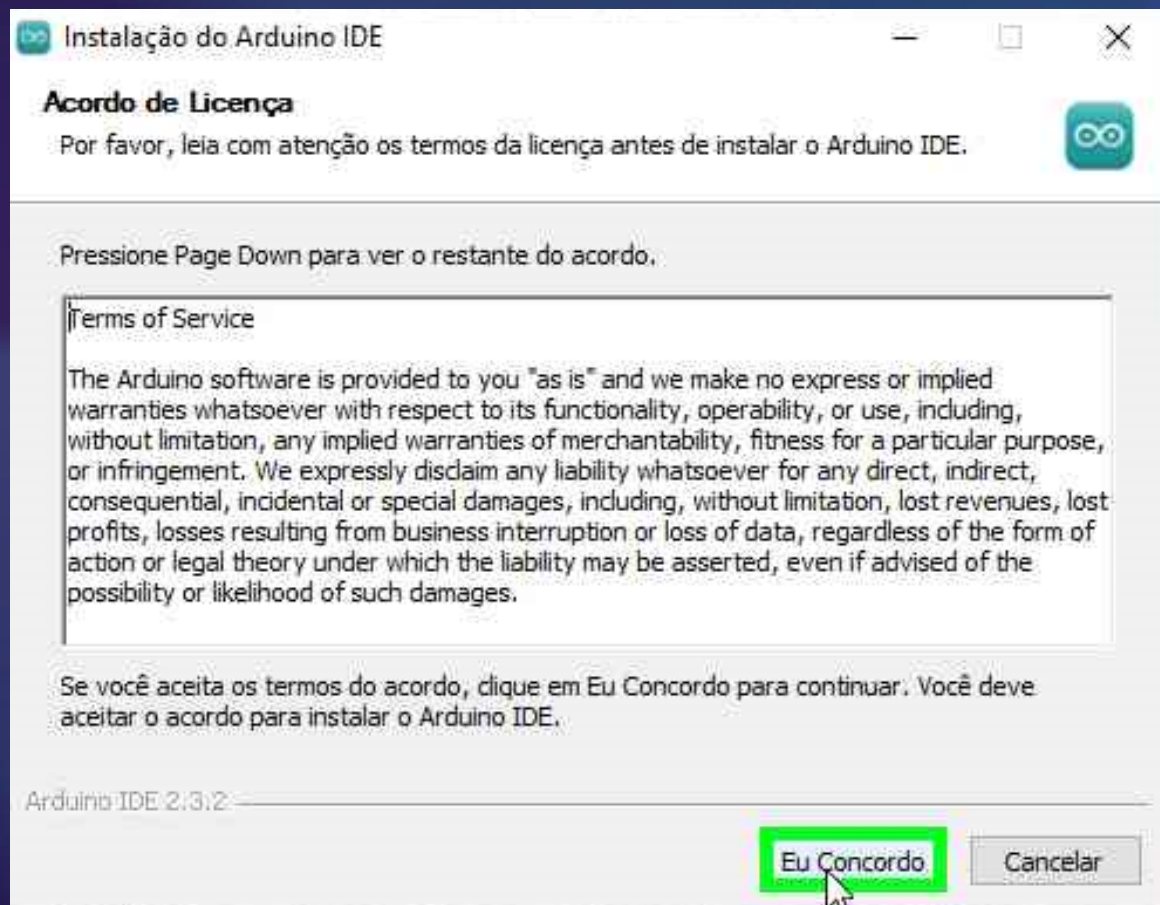 Instalação do Arduino IDE
Acordo de Licença
Por favor, leia com atenção os termos da licença antes de instalar o Arduino IDE.
Pressione Page Down para ver o restante do acordo.
Terms of Service
The Arduino software is provided to you "as is" and we make no express or implied
warranties whatsoever with respect to its functionality, operability, or use, including,
without limitation, any implied warranties of merchantability, fitness for a particular purpose,
or infringement. We expressly disclaim any liability whatsoever for any direct, indirect,
consequential, incidental or special damages, including, without limitation, lost revenues, lost
profits, losses resulting from business interruption or loss of data, regardless of the form of
action or legal theory under which the liability may be asserted, even if advised of the
possibility or likelihood of such damages.
Se você aceita os termos do acordo, clique em Eu Concordo para continuar. Você deve
aceitar o acordo para instalar o Arduino IDE.
Arduino IDE 2.3.2
Eu Concordo
Cancelar